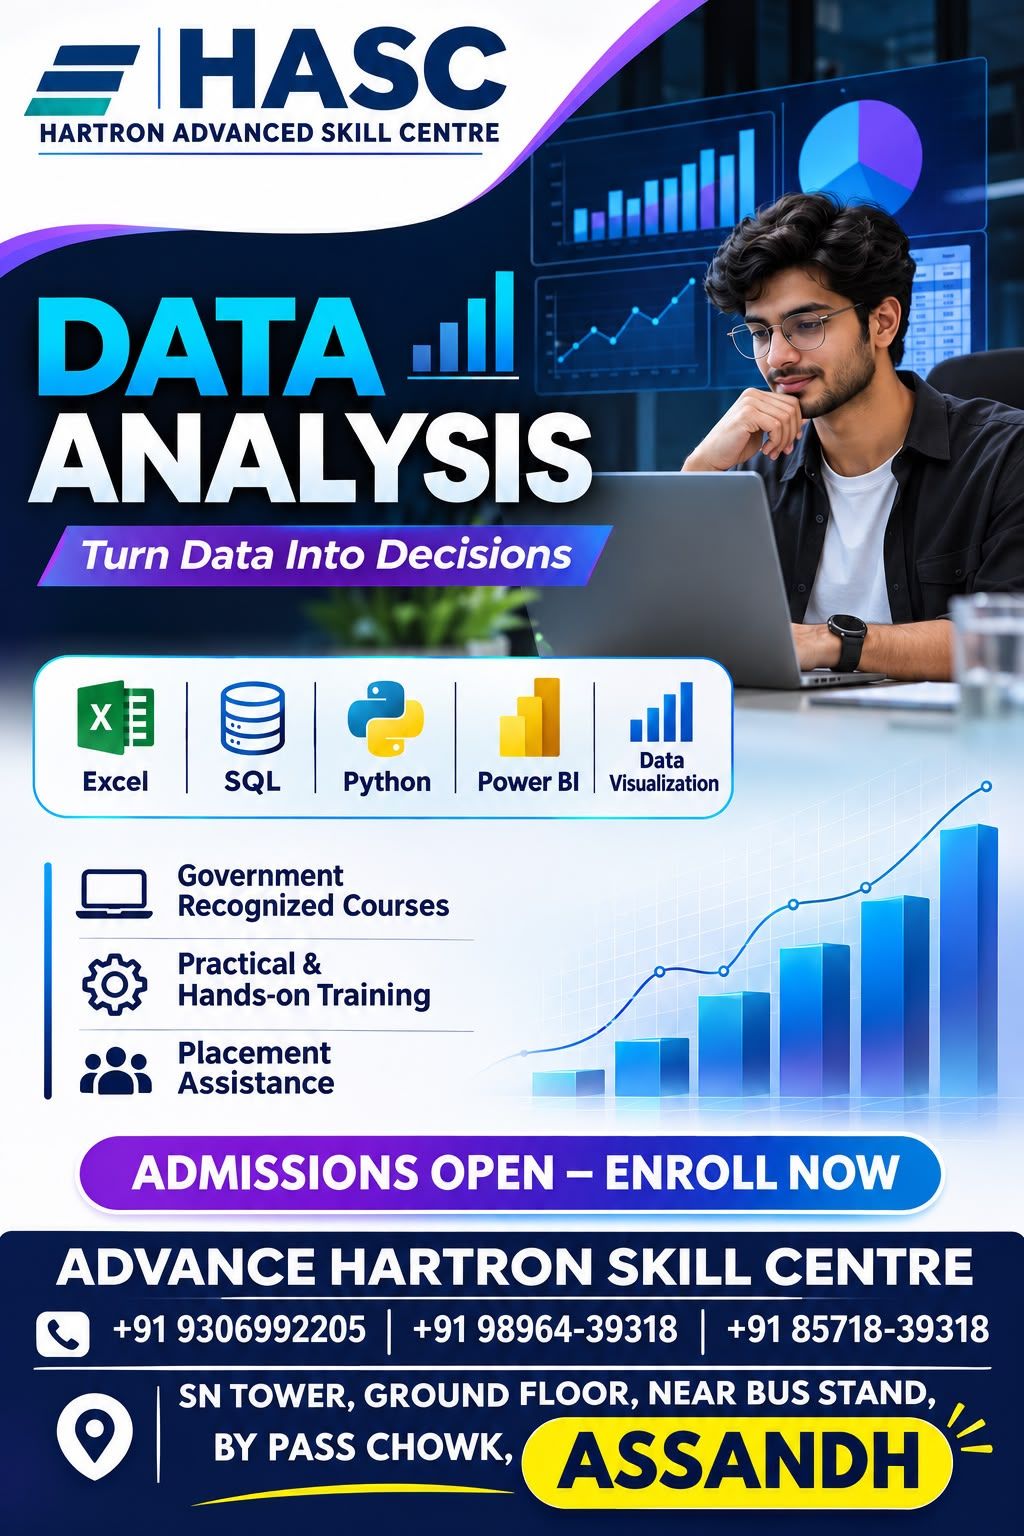 HASC
HARTRON ADVANCED SKILL CENTRE
DATA
ANALYSIS
Turn Data Into Decisions
X
Excel
SQL
Python
Power BI
Data
Visualization
Government
Recognized Courses
Practical &
Hands-on Training
Placement
Assistance
ADMISSIONS OPEN – ENROLL NOW
ADVANCE HARTRON SKILL CENTRE
+91 9306992205 | +91 98964-39318 | +91 85718-39318
SN TOWER, GROUND FLOOR, NEAR BUS STAND,
BY PASS CHOWK, ASSANDH